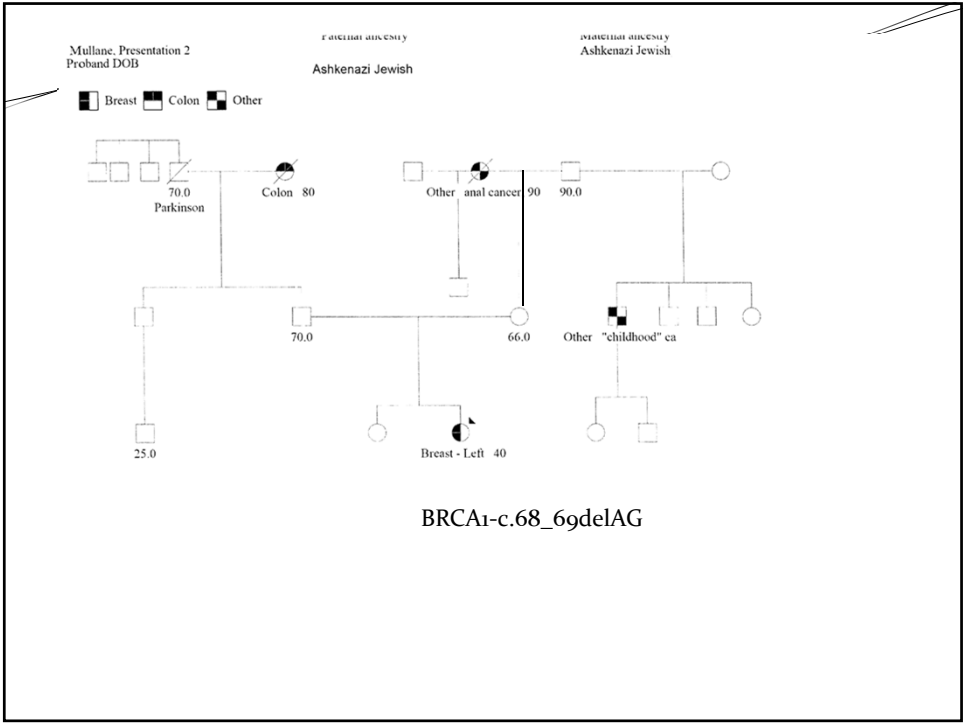 Paternal ancestry
Maternal ancestry
Mullane, Presentation 2
Ashkenazi Jewish
Proband DOB
Ashkenazi Jewish
Breast Colon Other
70.0
Colon 80
Other anal cancer 90
90.0
Parkinson
70.0
66.0
Other "childhood" ca
25.0
Breast - Left 40
BRCA1-c.68_69delAG